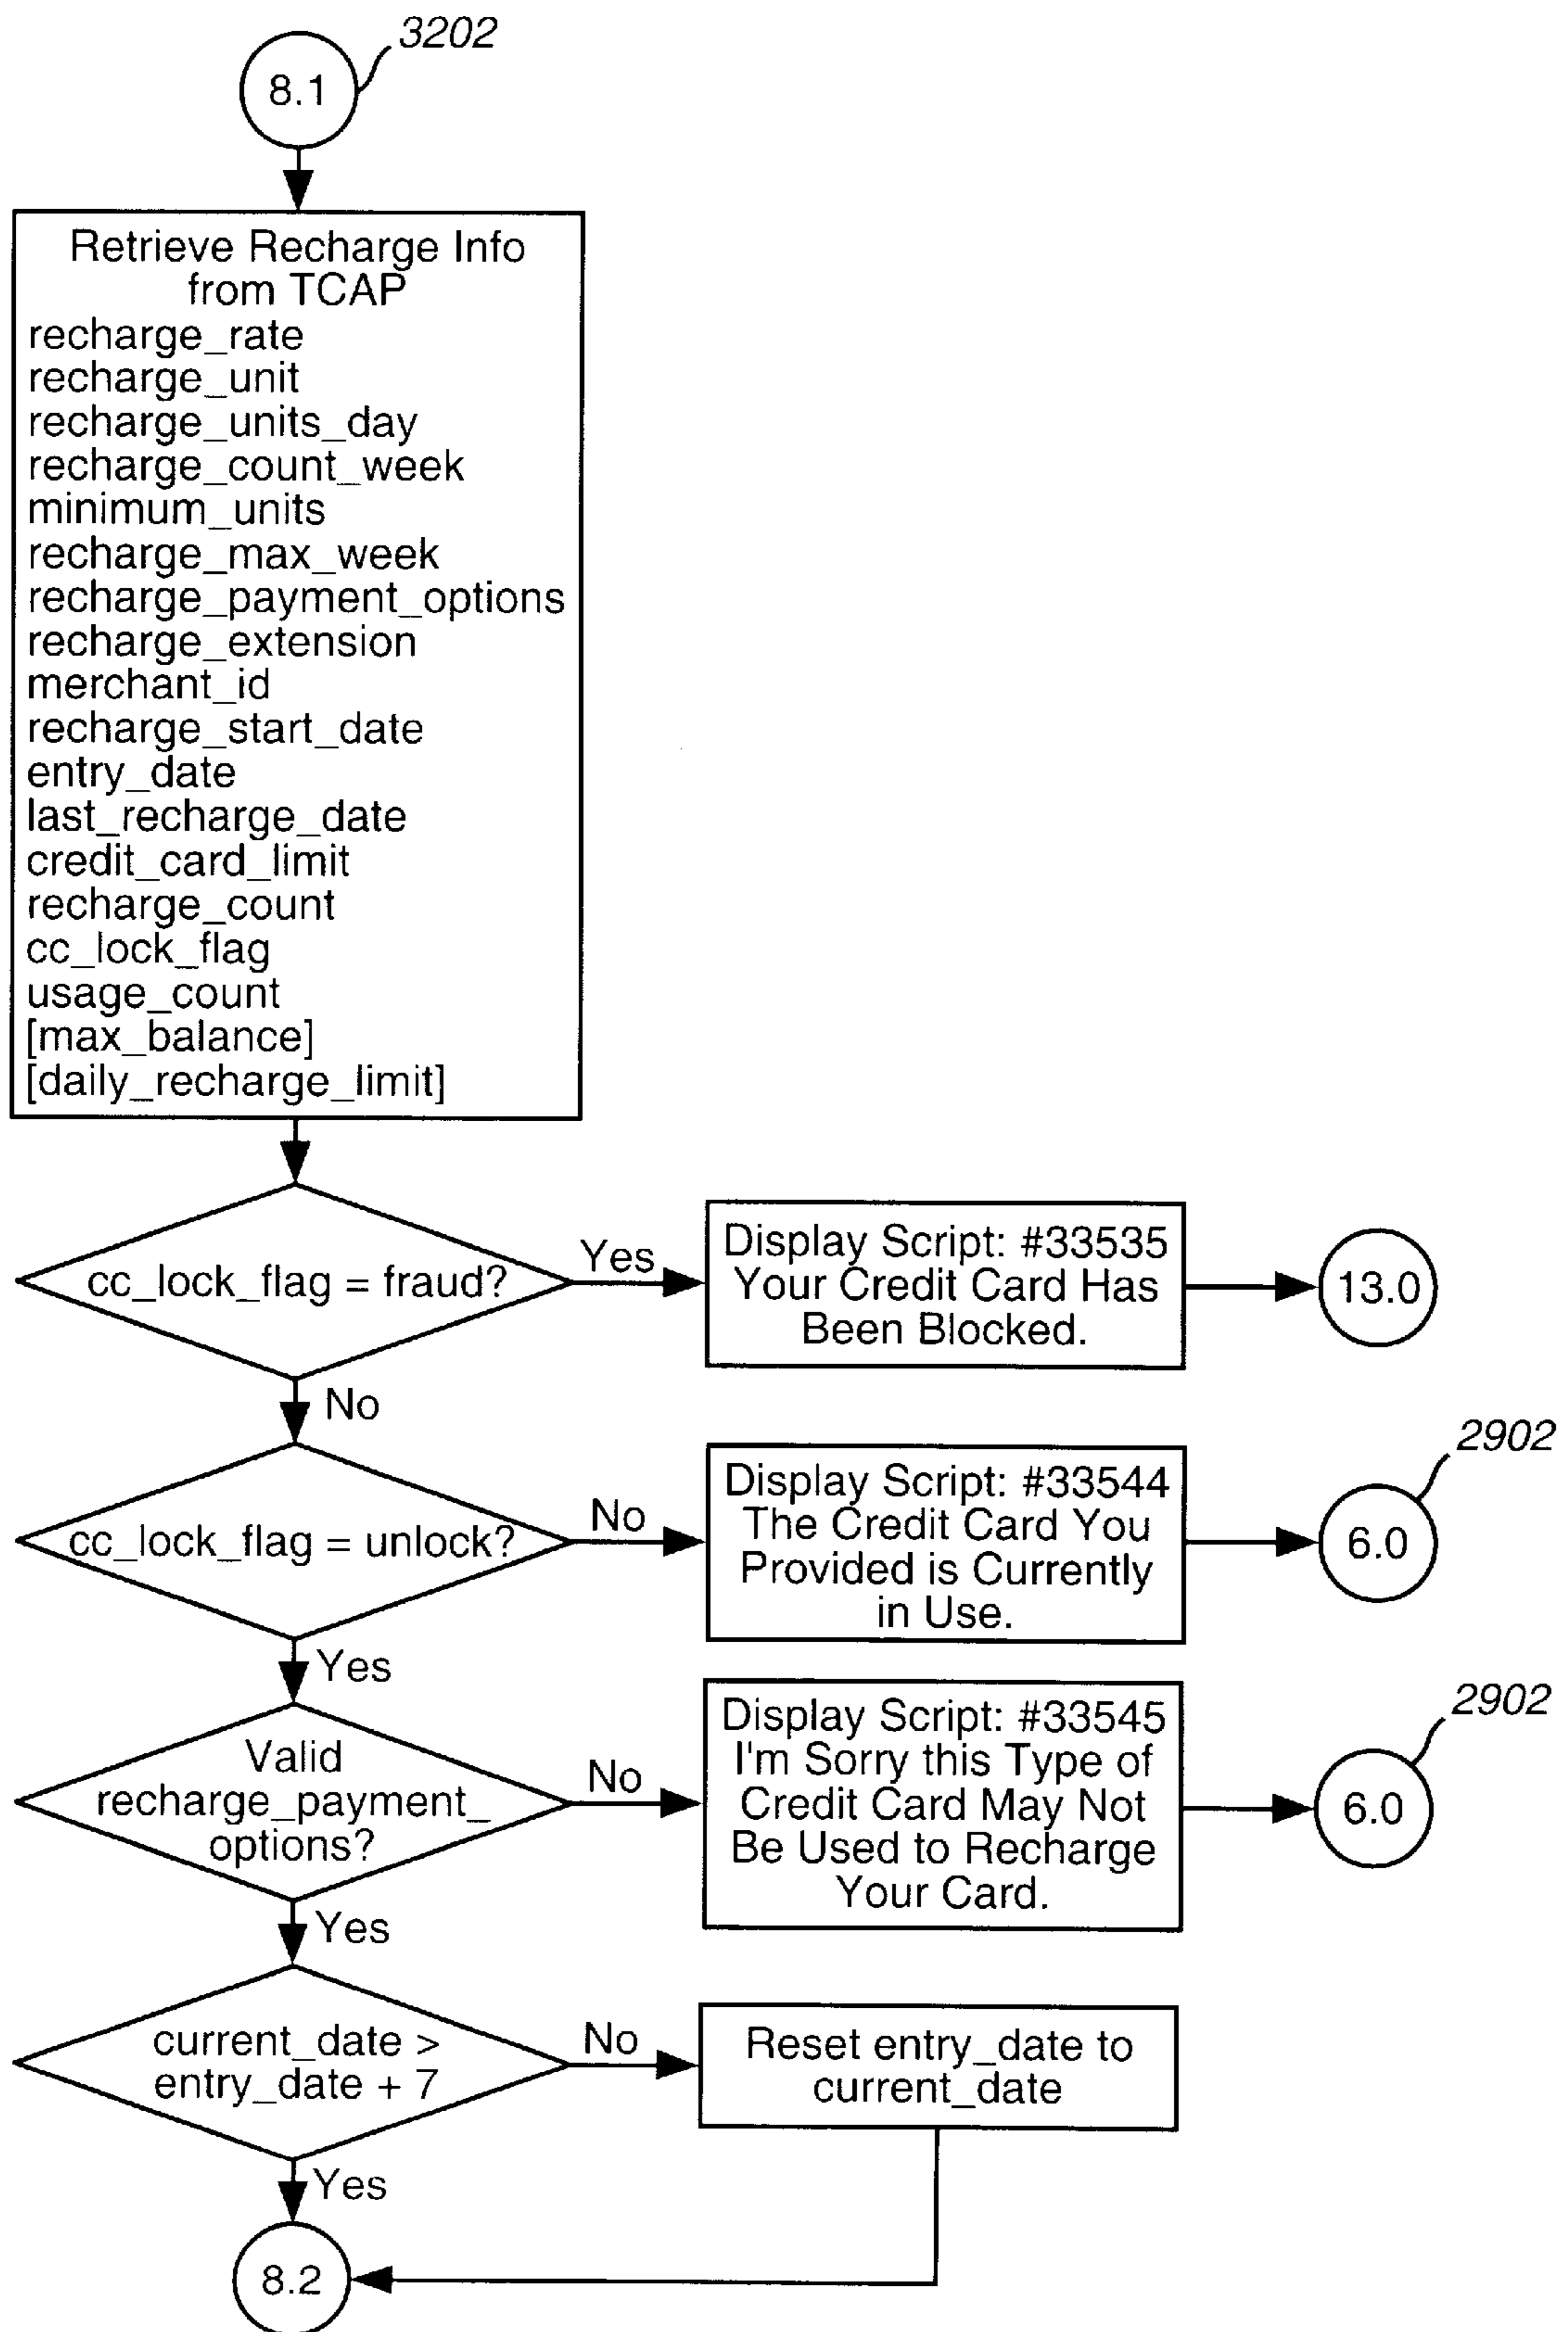 3202
8.1
Retrieve Recharge Info
from TCAP
recharge_rate
recharge_unit
recharge_units_day
recharge_count_week
minimum_units
recharge_max_week
recharge_payment_options
recharge_extension
merchant_id
recharge_start_date
entry_date
last_recharge_date
credit_card_limit
recharge_count
cc_lock_flag
usage_count
[max_balance]
[daily_recharge_limit]
cc_lock_flag = fraud?
Yes
Display Script: #33535
Your Credit Card Has
Been Blocked.
13.0
No
cc_lock_flag = unlock?
No
Display Script: #33544
The Credit Card You
Provided is Currently
in Use.
2902
6.0
Yes
Valid
recharge_payment_
options?
No
Display Script: #33545
I'm Sorry this Type of
Credit Card May Not
Be Used to Recharge
Your Card.
2902
6.0
Yes
current_date >
entry_date + 7
No
Reset entry_date to
current_date
Yes
8.2